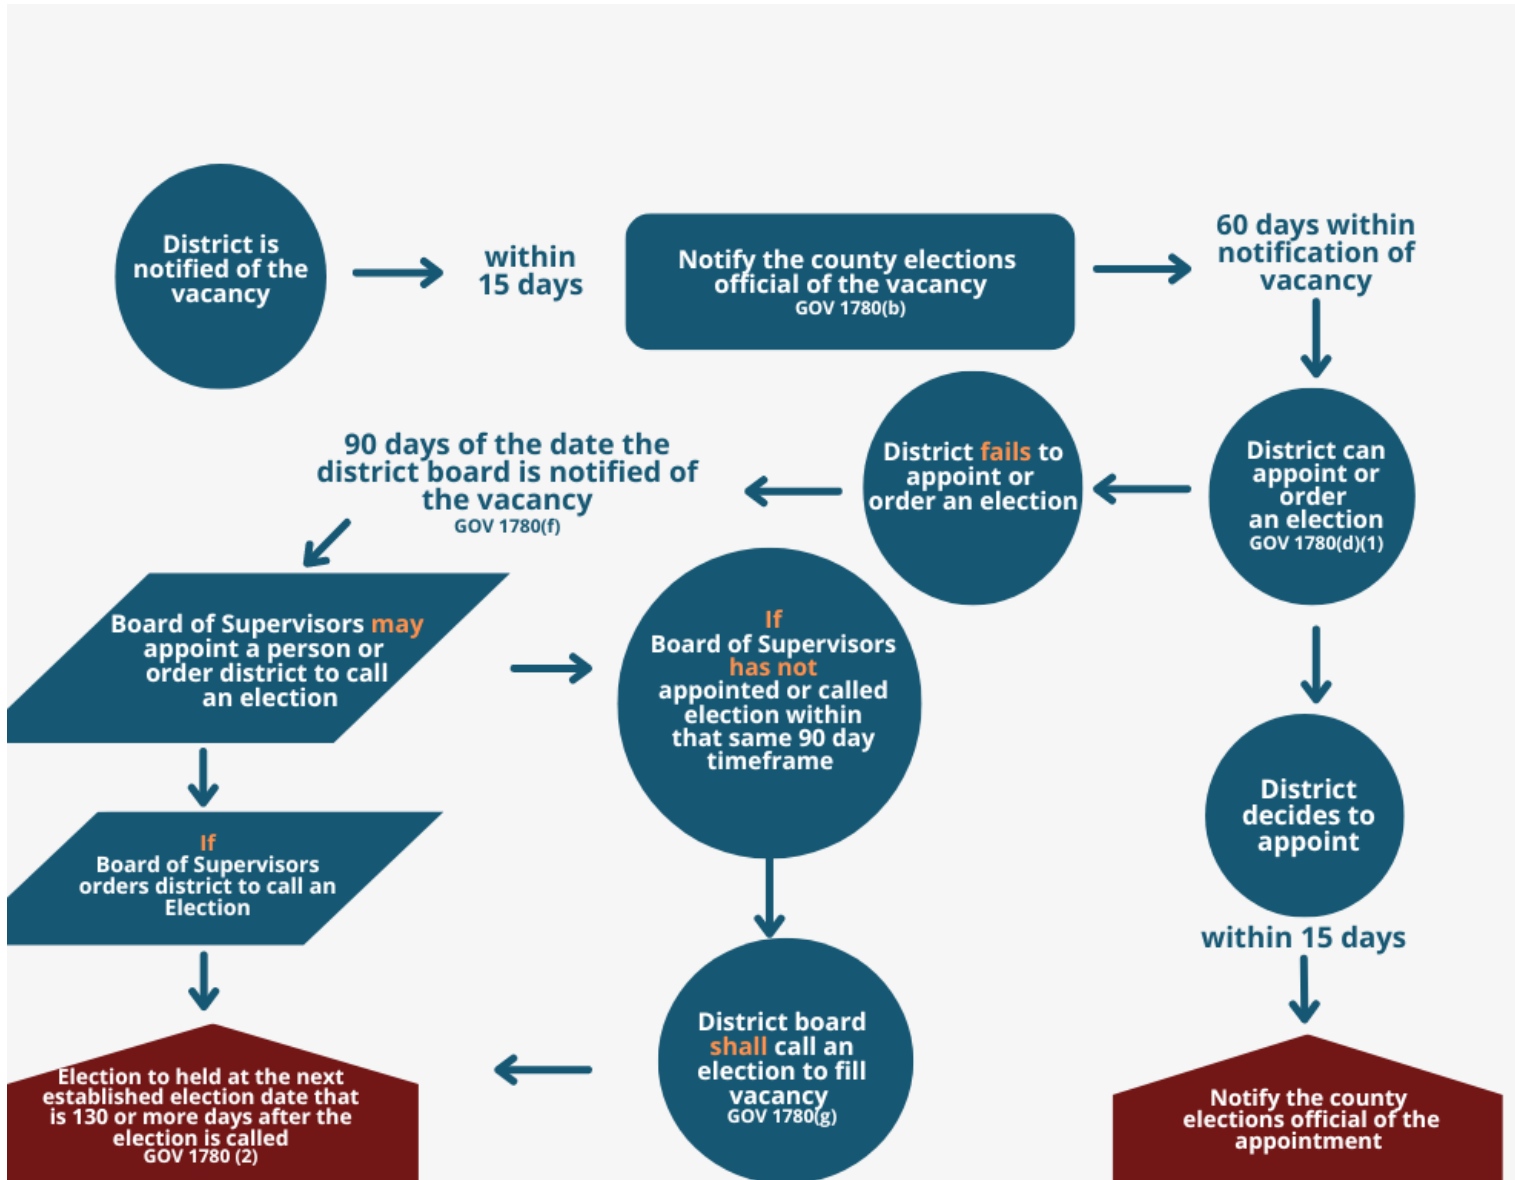 District is
notified of the
vacancy
within
15 days
Notify the county elections
official of the vacancy
GOV 1780(b)
60 days within
notification of
vacancy
District can
appoint or
order
an election
GOV 1780(d)(1)
District fails to
appoint or
order an election
90 days of the date the
district board is notified of
the vacancy
GOV 1780(f)
Board of Supervisors may
appoint a person or
order district to call
an election
If
Board of Supervisors
has not
appointed or called
election within
that same 90 day
timeframe
District
decides to
appoint
within 15 days
Notify the county
elections official of the
appointment
If
Board of Supervisors
orders district to call an
Election
District board
shall call an
election to fill
vacancy
GOV 1780(g)
Election to held at the next
established election date that
is 130 or more days after the
election is called
GOV 1780 (2)